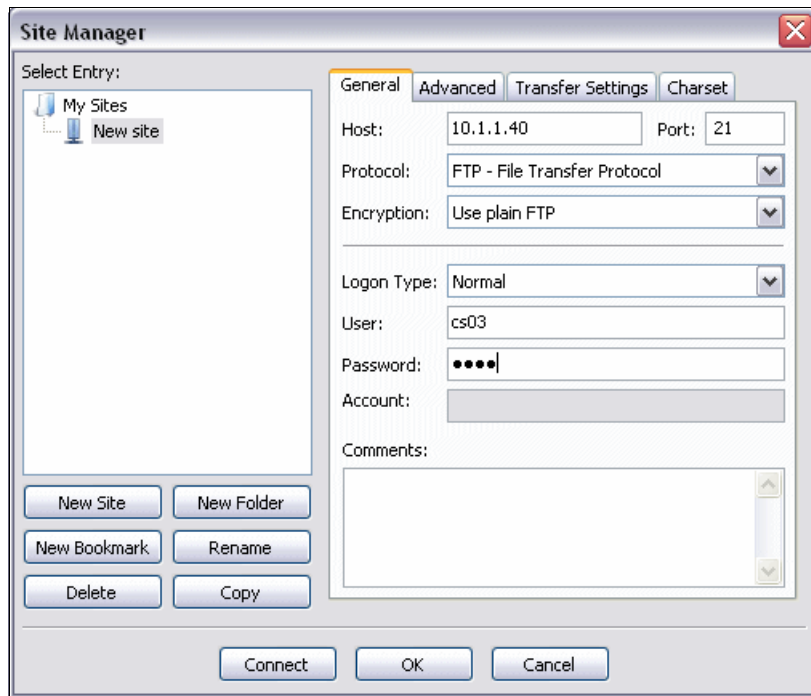 Site Manager
Select Entry:
My Sites
New site
New Site
New Folder
New Bookmark
Rename
Delete
Copy
General
Advanced
Transfer Settings
Charset
Host: 10.1.1.40 Port: 21
Protocol: FTP - File Transfer Protocol
Encryption: Use plain FTP
Logon Type: Normal
User: cs03
Password: ●●●●
Account:
Comments:
Connect
OK
Cancel